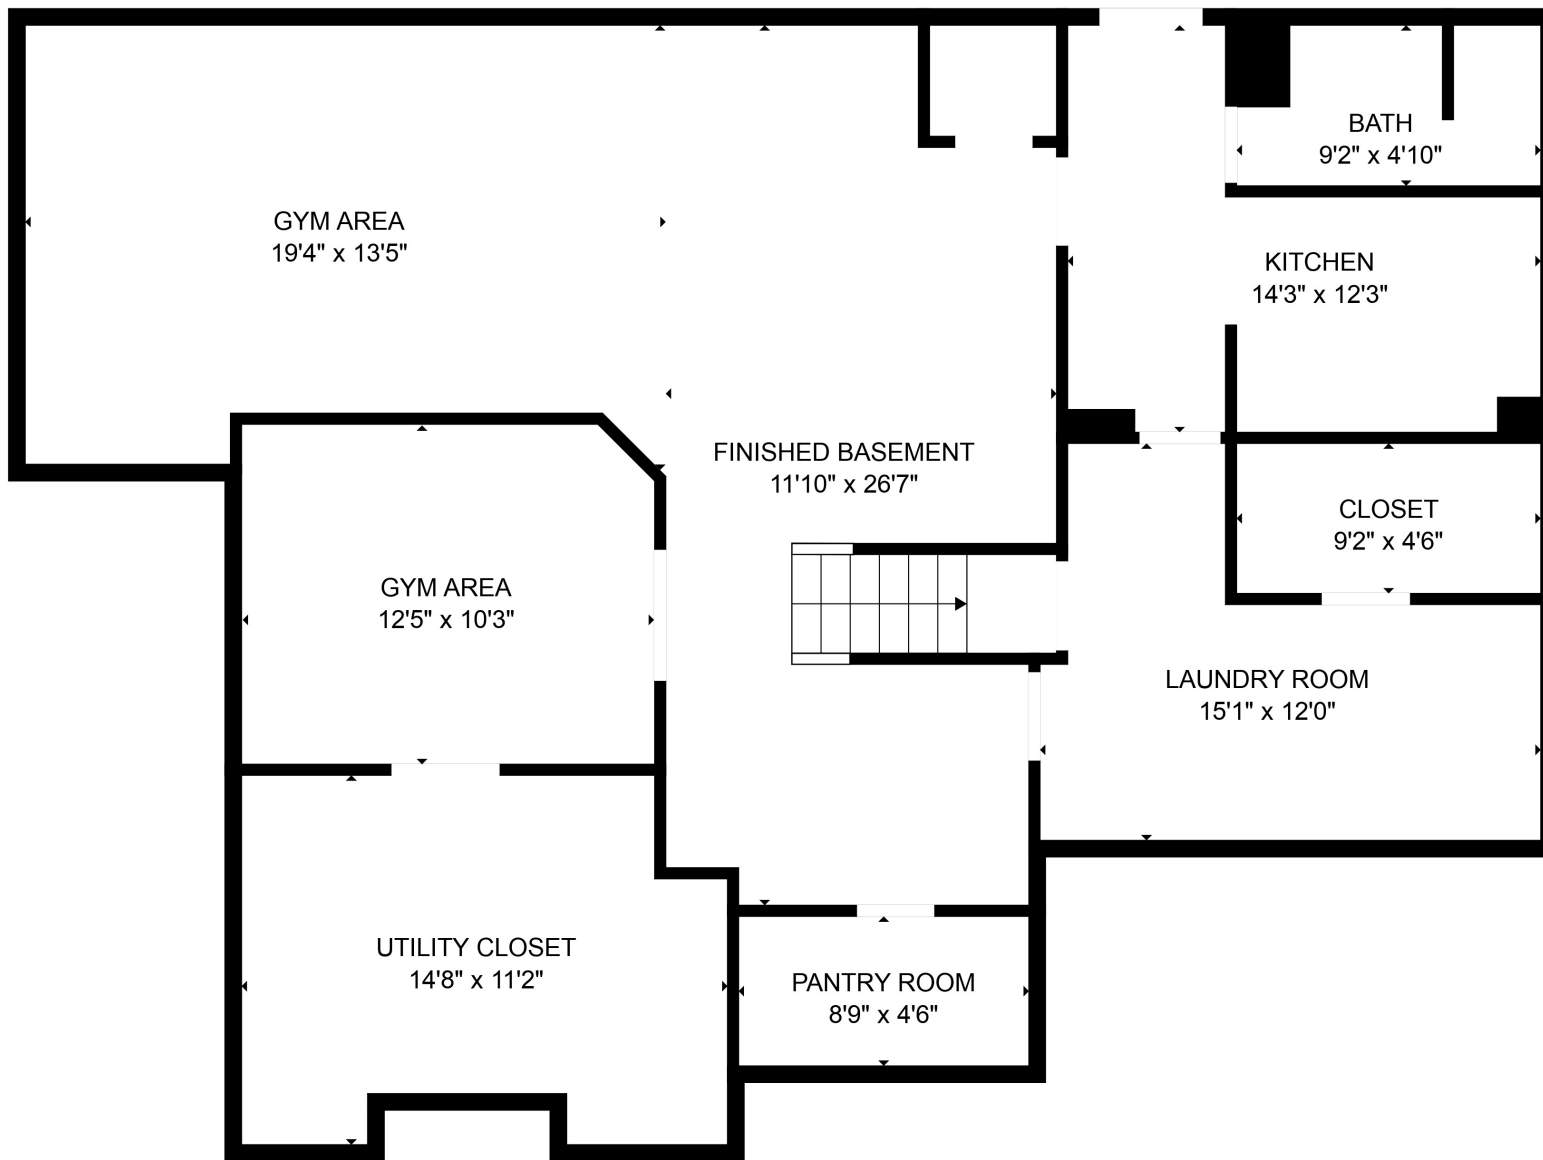 BATH
9'2" x 4'10"
GYM AREA
19'4" x 13'5"
KITCHEN
14'3" x 12'3"
FINISHED BASEMENT
11'10" x 26'7"
CLOSET
9'2" x 4'6"
GYM AREA
12'5" x 10'3"
LAUNDRY ROOM
15'1" x 12'0"
UTILITY CLOSET
14'8" x 11'2"
PANTRY ROOM
8'9" x 4'6"